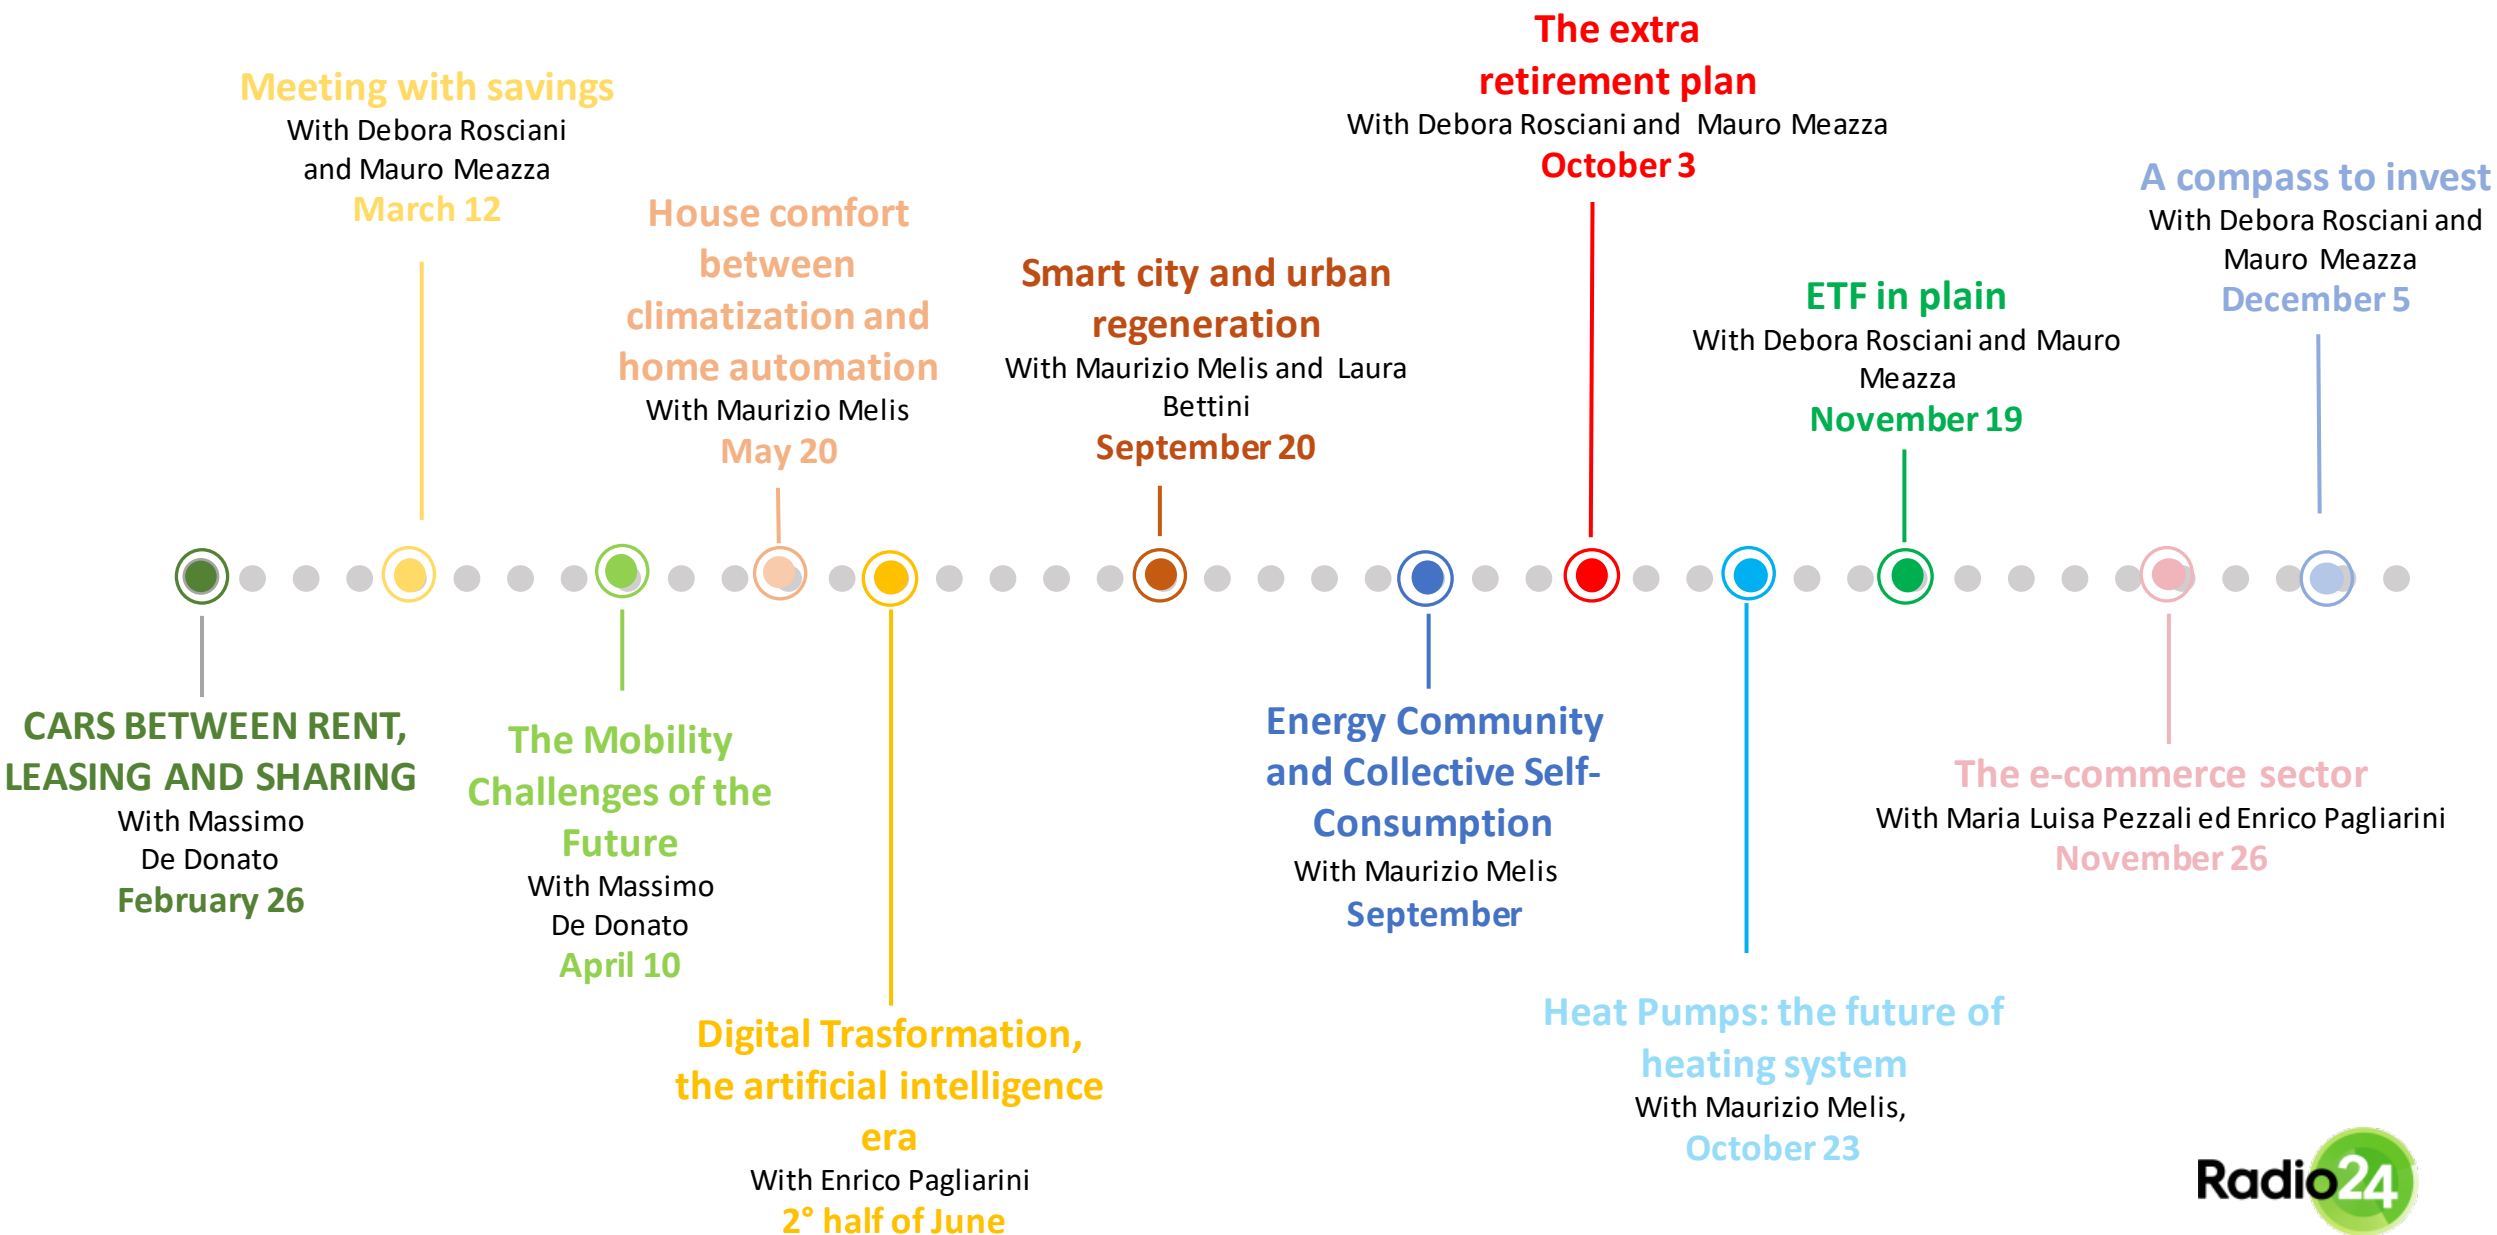 Meeting with savings
With Debora Rosciani
and Mauro Meazza
March 12
House comfort
between
climatization and
home automation
With Maurizio Melis
May 20
Smart city and urban
regeneration
With Maurizio Melis and Laura
Bettini
September 20
The extra
retirement plan
With Debora Rosciani and Mauro Meazza
October 3
ETF in plain
With Debora Rosciani and Mauro
Meazza
November 19
A compass to invest
With Debora Rosciani and
Mauro Meazza
December 5
CARS BETWEEN RENT,
LEASING AND SHARING
With Massimo
De Donato
February 26
The Mobility
Challenges of the
Future
With Massimo
De Donato
April 10
Digital Trasformation,
the artificial intelligence
era
With Enrico Pagliarini
2° half of June
Energy Community
and Collective Self-
Consumption
With Maurizio Melis
September
Heat Pumps: the future of
heating system
With Maurizio Melis,
October 23
The e-commerce sector
With Maria Luisa Pezzali ed Enrico Pagliarini
November 26
Radio24